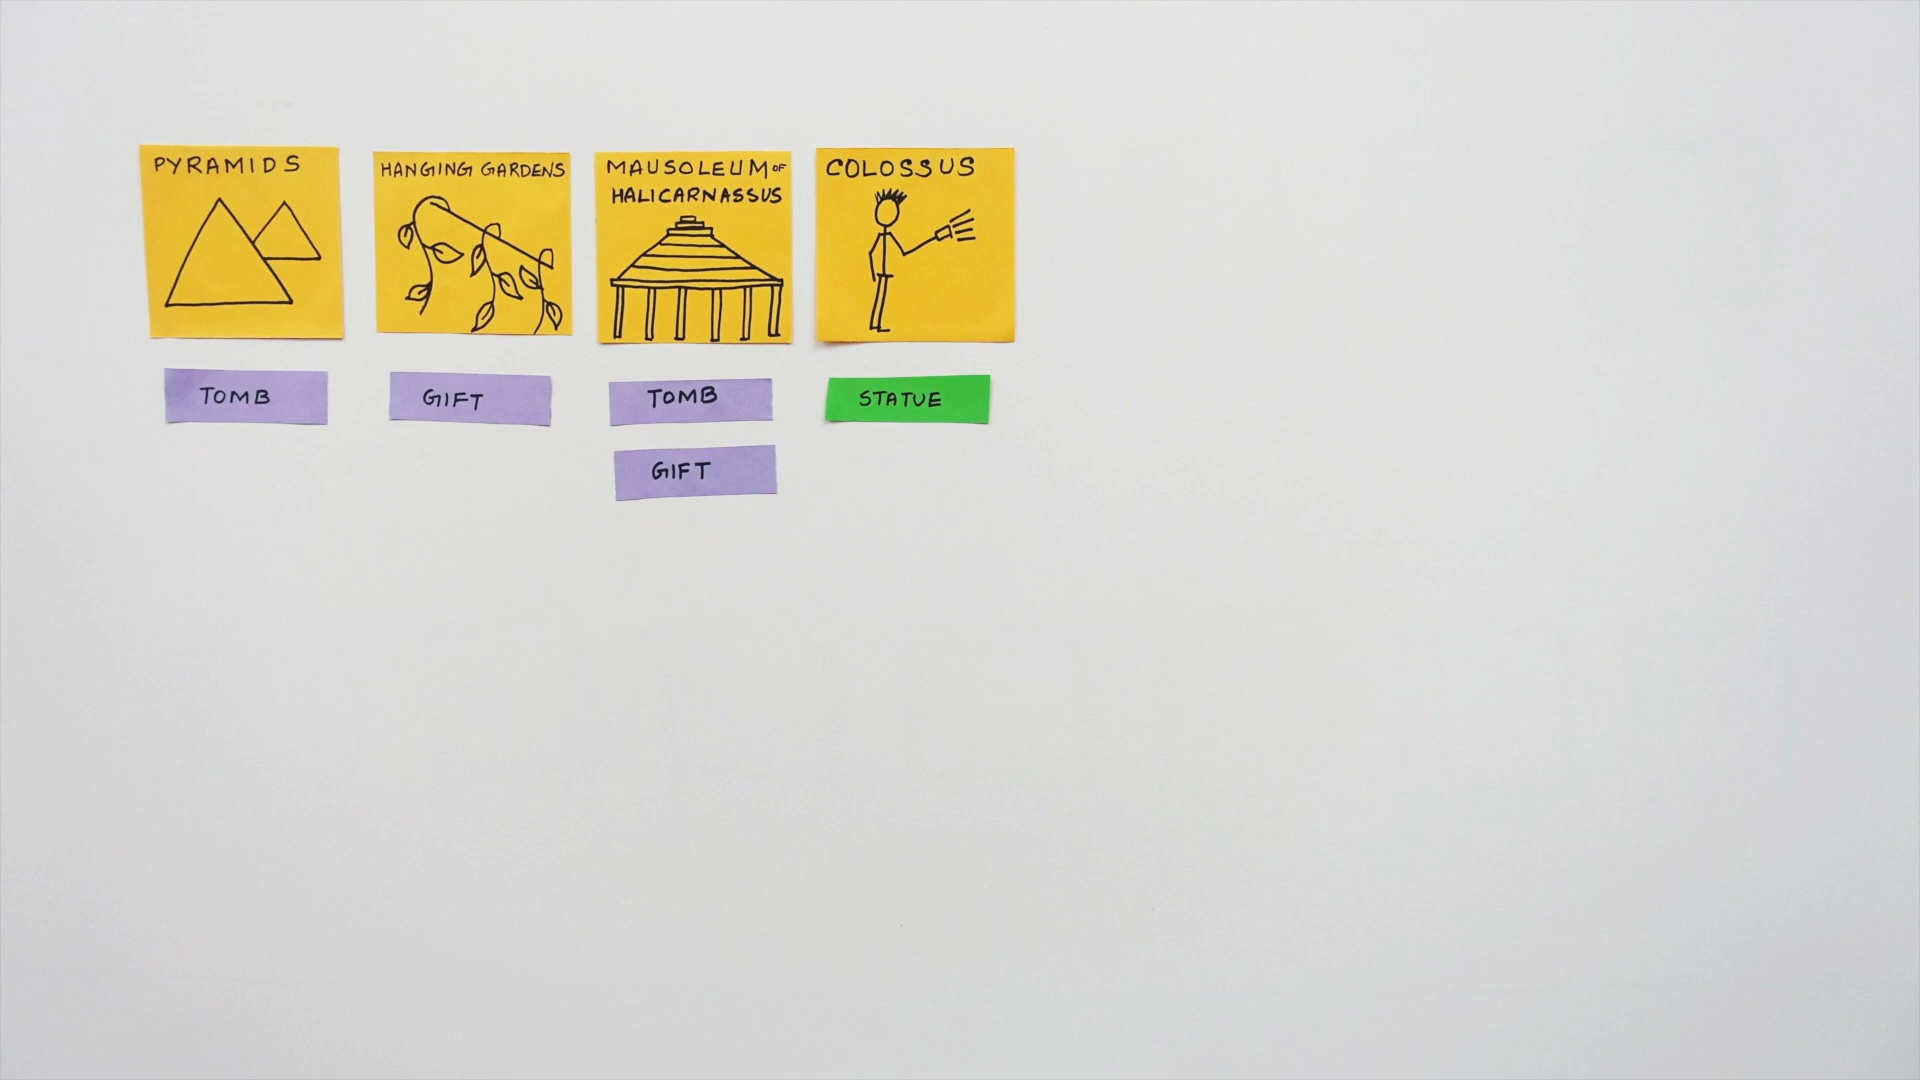 PYRAMIDS
HANGING GARDENS
MAUSOLEUM OF
HALICARNASSUS
COLOSSUS
TOMB
GIFT
TOMB
STATUE
GIFT